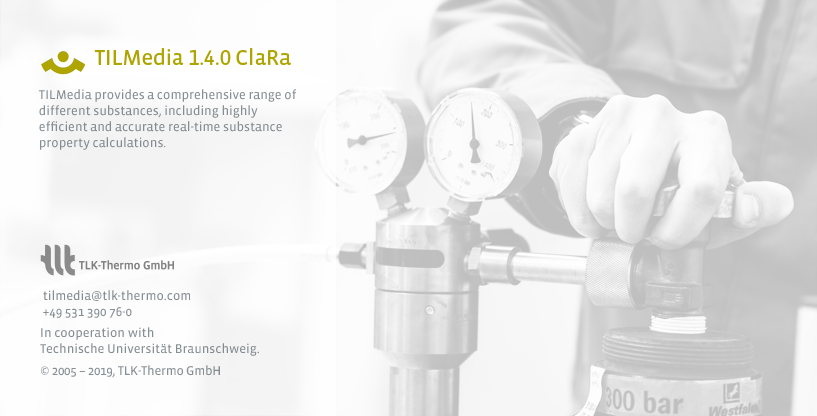 TILMedia 1.4.0 ClaRa
TILMedia provides a comprehensive range of
different substances, including highly
efficient and accurate real-time substance
property calculations.
TLK-Thermo GmbH
tilmedia@tlk-thermo.com
+49 531 390 76-0
In cooperation with
Technische Universität Braunschweig.
© 2005 – 2019, TLK-Thermo GmbH
300 bar
Westfalen